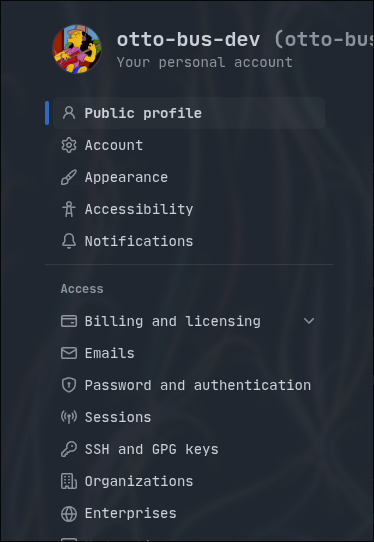 otto-bus-dev (otto-bus
Your personal account
Public profile
Account
Appearance
Accessibility
Notifications
Access
Billing and licensing
Emails
Password and authentication
Sessions
SSH and GPG keys
Organizations
Enterprises